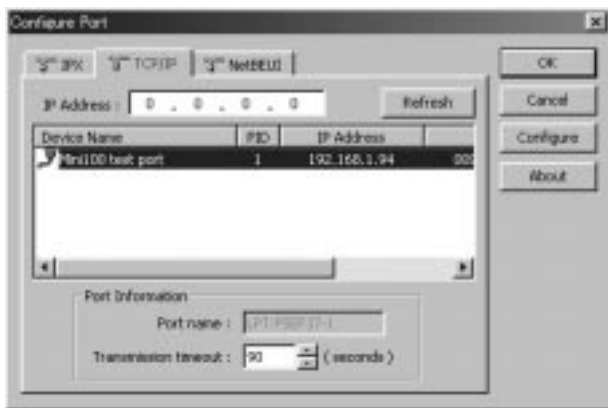 Configure Port
IPX TCP/IP NetBEUI
OK
IP Address : 0 . 0 . 0 . 0 Refresh
Cancel
Device Name PID IP Address
Configure
Mini100 test port 1 192.168.1.94
About
Port Information
Port name :
Transmission timeout : 90 ( seconds )